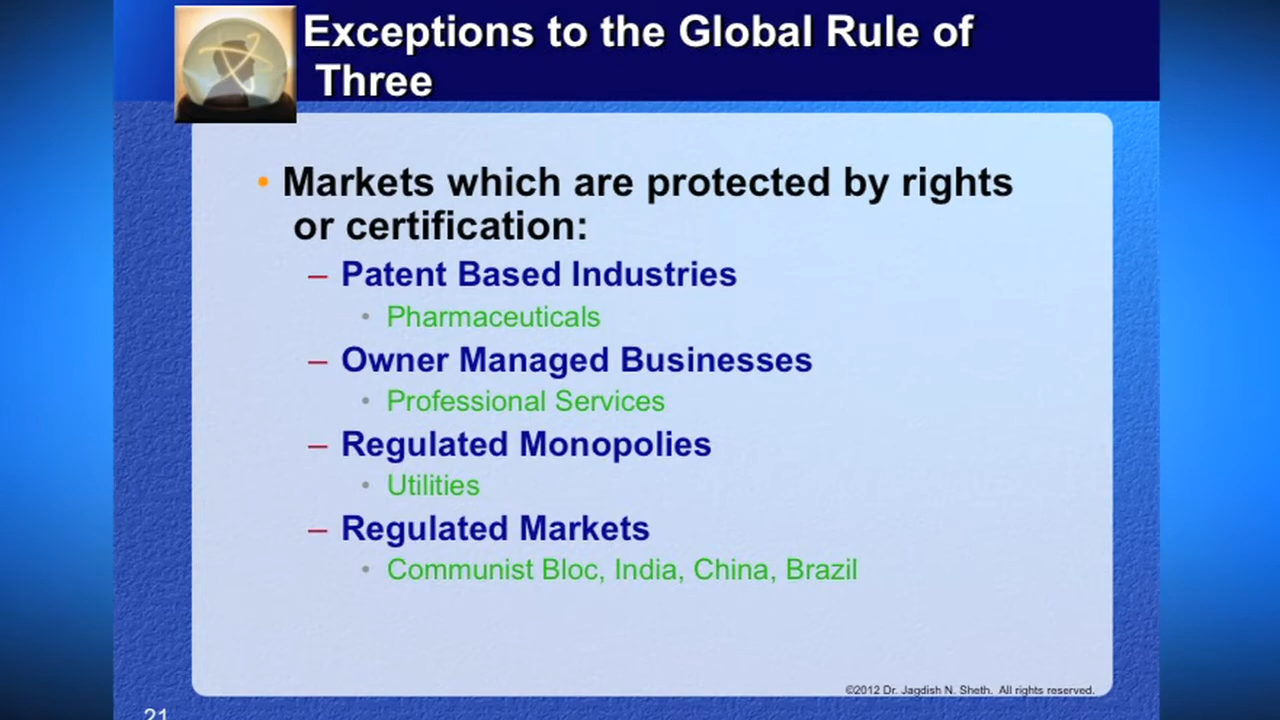 Exceptions to the Global Rule of
Three
• Markets which are protected by rights
or certification:
– Patent Based Industries
• Pharmaceuticals
– Owner Managed Businesses
• Professional Services
– Regulated Monopolies
• Utilities
– Regulated Markets
• Communist Bloc, India, China, Brazil
©2012 Dr. Jagdish N. Sheth. All rights reserved.
21